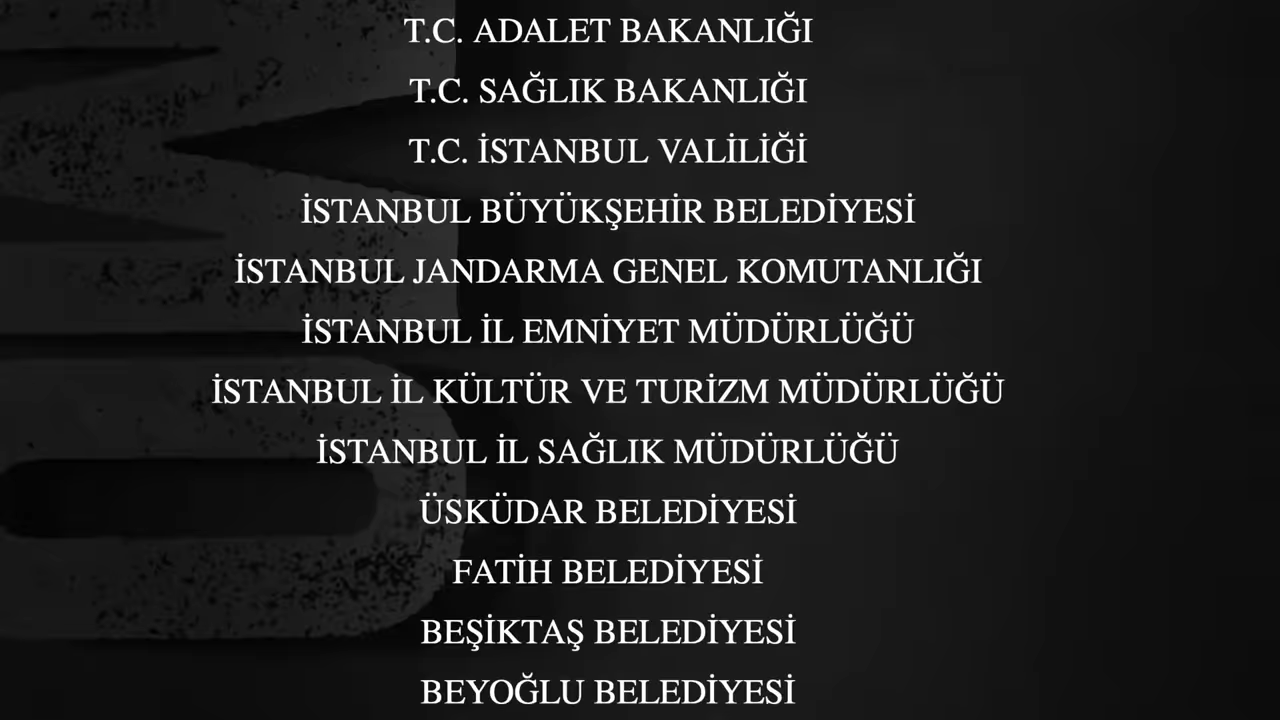 T.C. ADALET BAKANLIĞI
T.C. SAĞLIK BAKANLIĞI
T.C. İSTANBUL VALİLİĞİ
İSTANBUL BÜYÜKŞEHİR BELEDİYESİ
İSTANBUL JANDARMA GENEL KOMUTANLIĞI
İSTANBUL İL EMNİYET MÜDÜRLÜĞÜ
İSTANBUL İL KÜLTÜR VE TURİZM MÜDÜRLÜĞÜ
İSTANBUL İL SAĞLIK MÜDÜRLÜĞÜ
ÜSKÜDAR BELEDİYESİ
FATİH BELEDİYESİ
BEŞİKTAŞ BELEDİYESİ
BEYOĞLU BELEDİYESİ